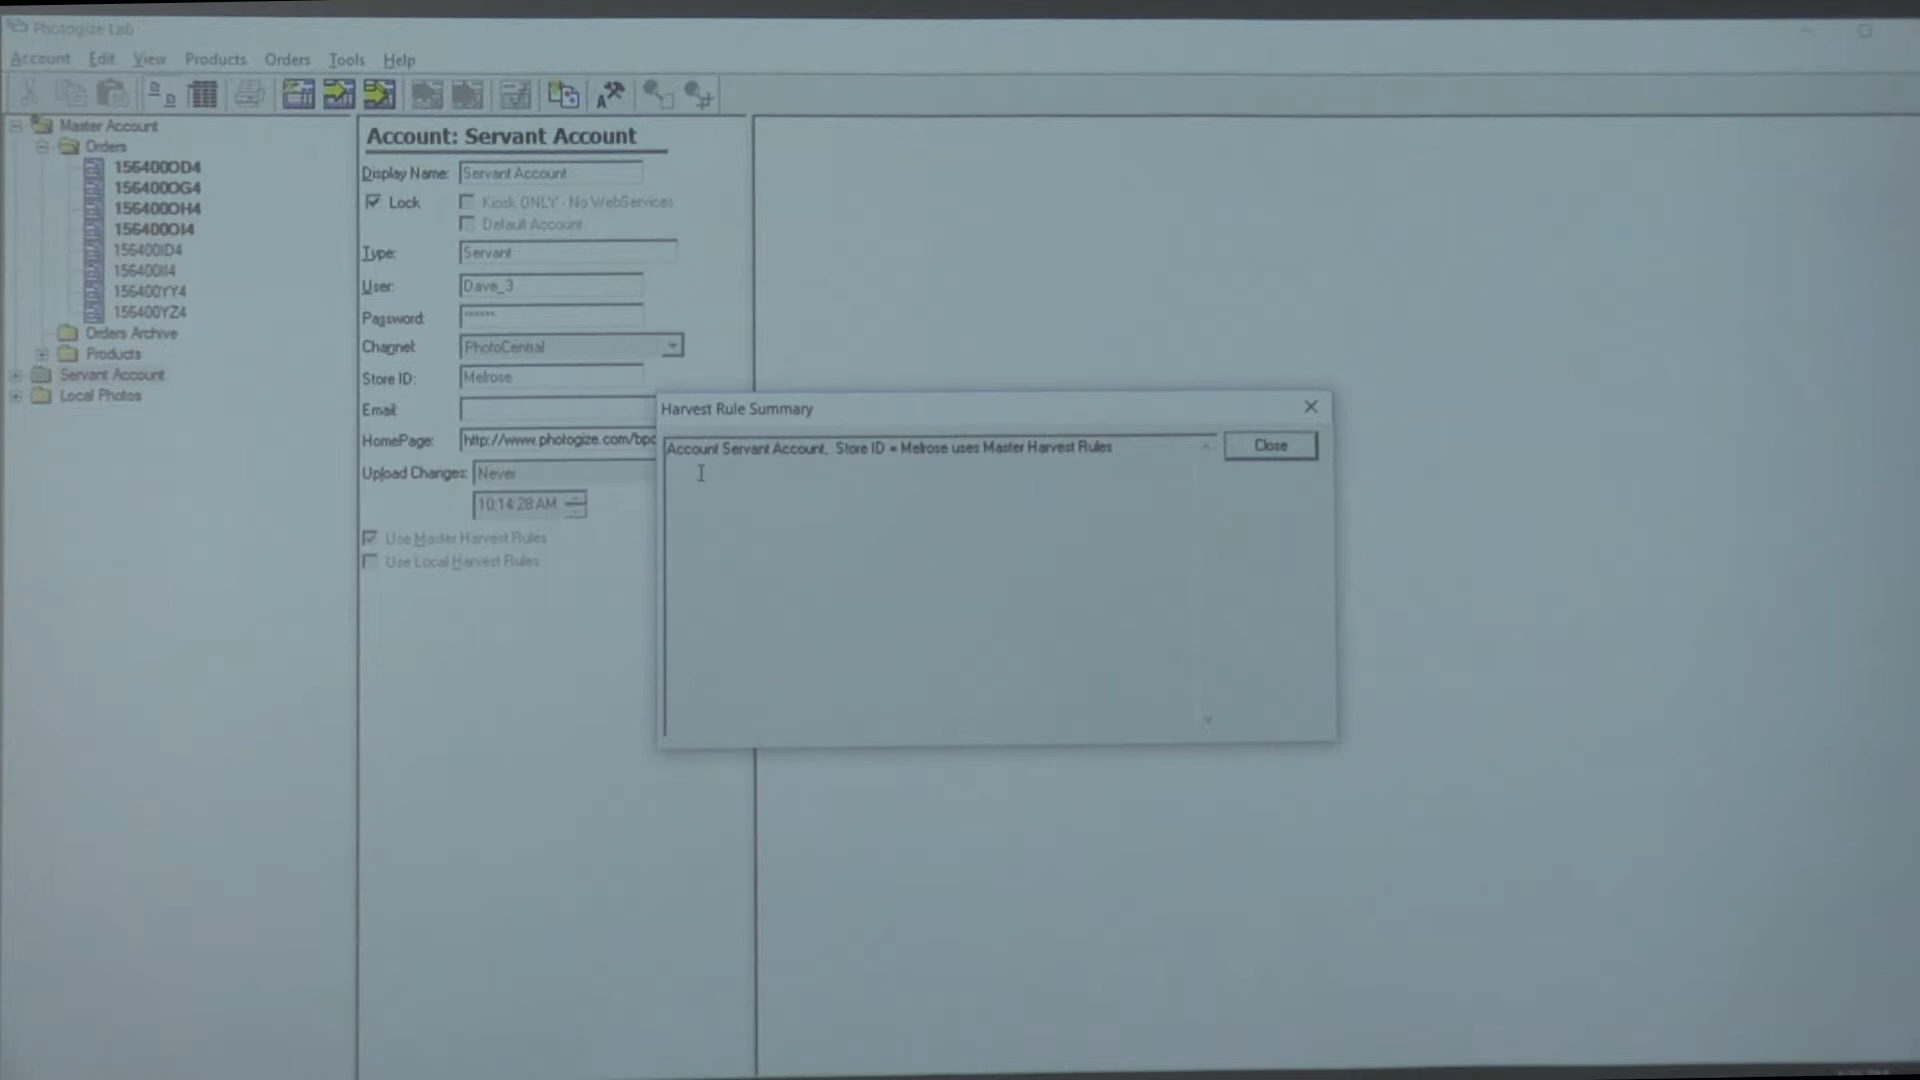 Photogize Lab
Account Edit View Products Orders Tools Help
Master Account
Orders
156400OD4
156400OG4
156400OH4
156400OI4
156400ID4
156400II4
156400YY4
156400YZ4
Orders Archive
Products
Servant Account
Local Photos
Account: Servant Account
Display Name: Servant Account
Lock
Kiosk ONLY - No WebServices
Default Account
Type: Servant
User: Dave_3
Password: ******
Channel: PhotoCentral
Store ID: Melrose
Email:
HomePage: http://www.photogize.com/bpc
Upload Changes: Never
10:14:28 AM
Use Master Harvest Rules
Use Local Harvest Rules
Harvest Rule Summary
Account Servant Account, Store ID = Melrose uses Master Harvest Rules
Close